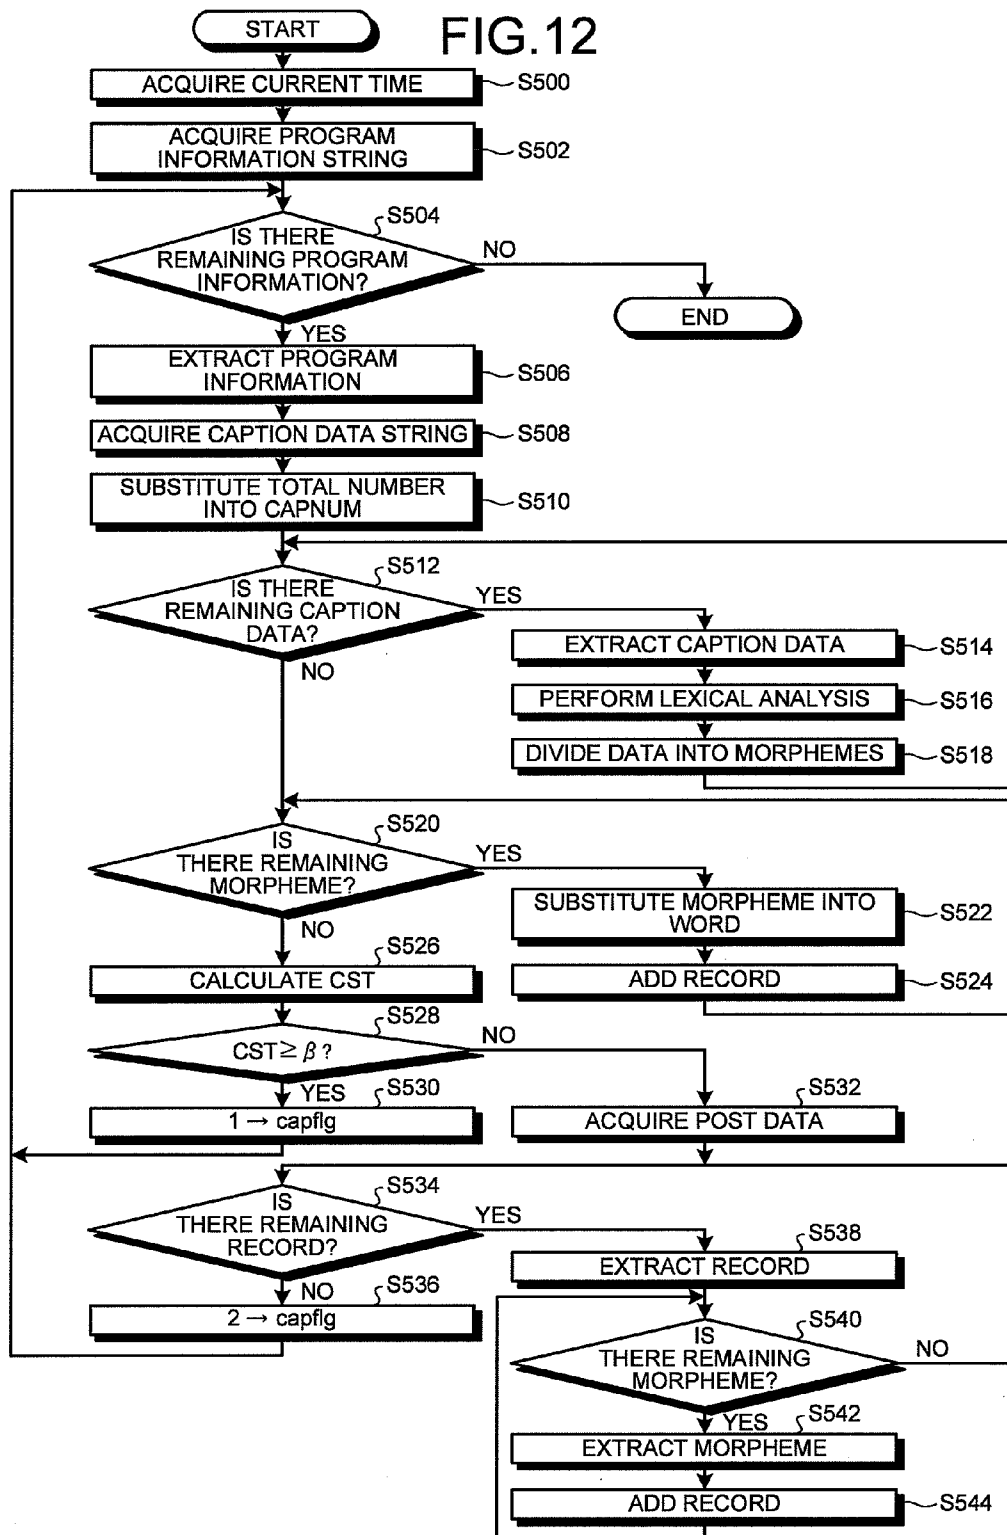 FIG.12
START
ACQUIRE CURRENT TIME
S500
ACQUIRE PROGRAM
INFORMATION STRING
S502
S504
IS THERE
REMAINING PROGRAM
INFORMATION?
NO
END
YES
EXTRACT PROGRAM
INFORMATION
S506
ACQUIRE CAPTION DATA STRING
S508
SUBSTITUTE TOTAL NUMBER
INTO CAPNUM
S510
S512
IS THERE
REMAINING CAPTION
DATA?
YES
NO
EXTRACT CAPTION DATA
S514
PERFORM LEXICAL ANALYSIS
S516
DIVIDE DATA INTO MORPHEMES
S518
S520
IS
THERE REMAINING
MORPHEME?
YES
NO
SUBSTITUTE MORPHEME INTO
WORD
S522
ADD RECORD
S524
S526
CALCULATE CST
S528
CST≥ β?
NO
YES
S530
1 → capflg
S532
ACQUIRE POST DATA
S534
IS
THERE REMAINING
RECORD?
YES
NO
S536
2 → capflg
S538
EXTRACT RECORD
S540
IS
THERE REMAINING
MORPHEME?
NO
YES
S542
EXTRACT MORPHEME
ADD RECORD
S544